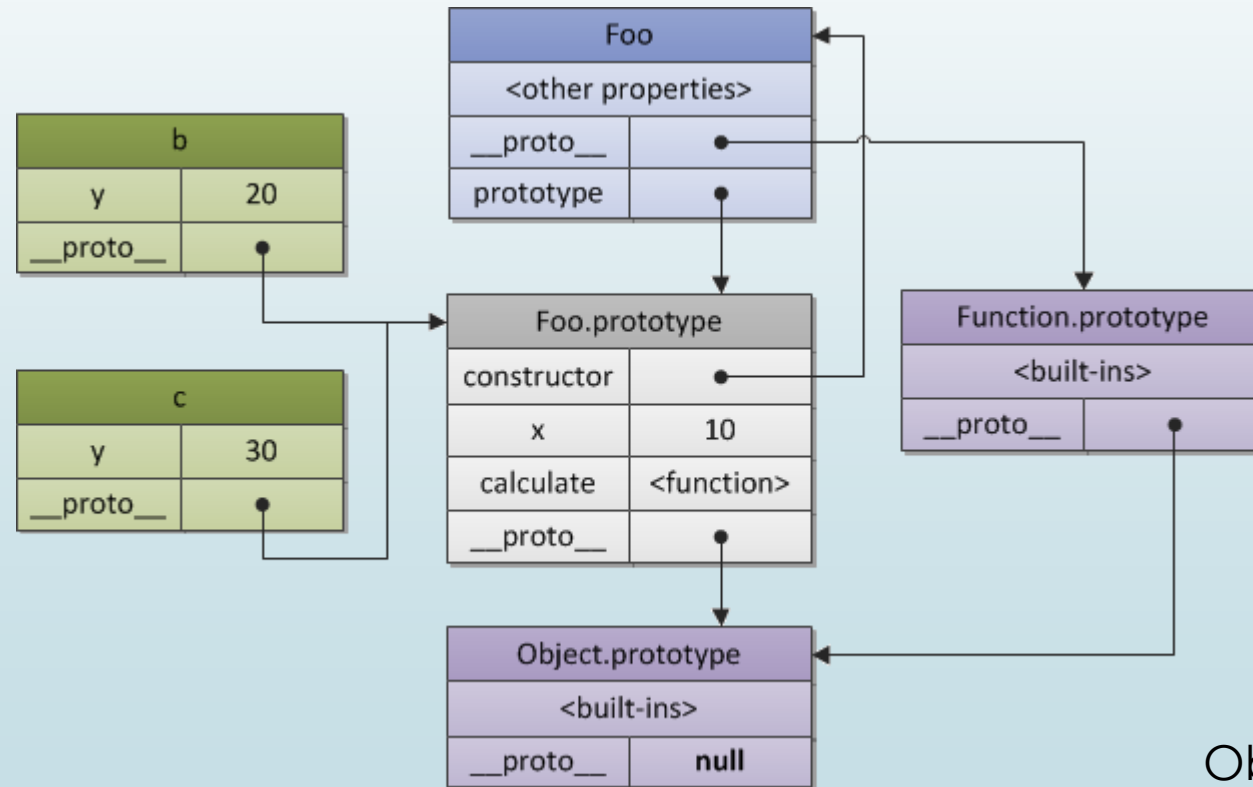 Foo
<other properties>
__proto__
prototype
b
y 20
__proto__
c
y 30
__proto__
Foo.prototype
constructor
x 10
calculate <function>
__proto__
Function.prototype
<built-ins>
__proto__
Object.prototype
<built-ins>
__proto__ null
Ob